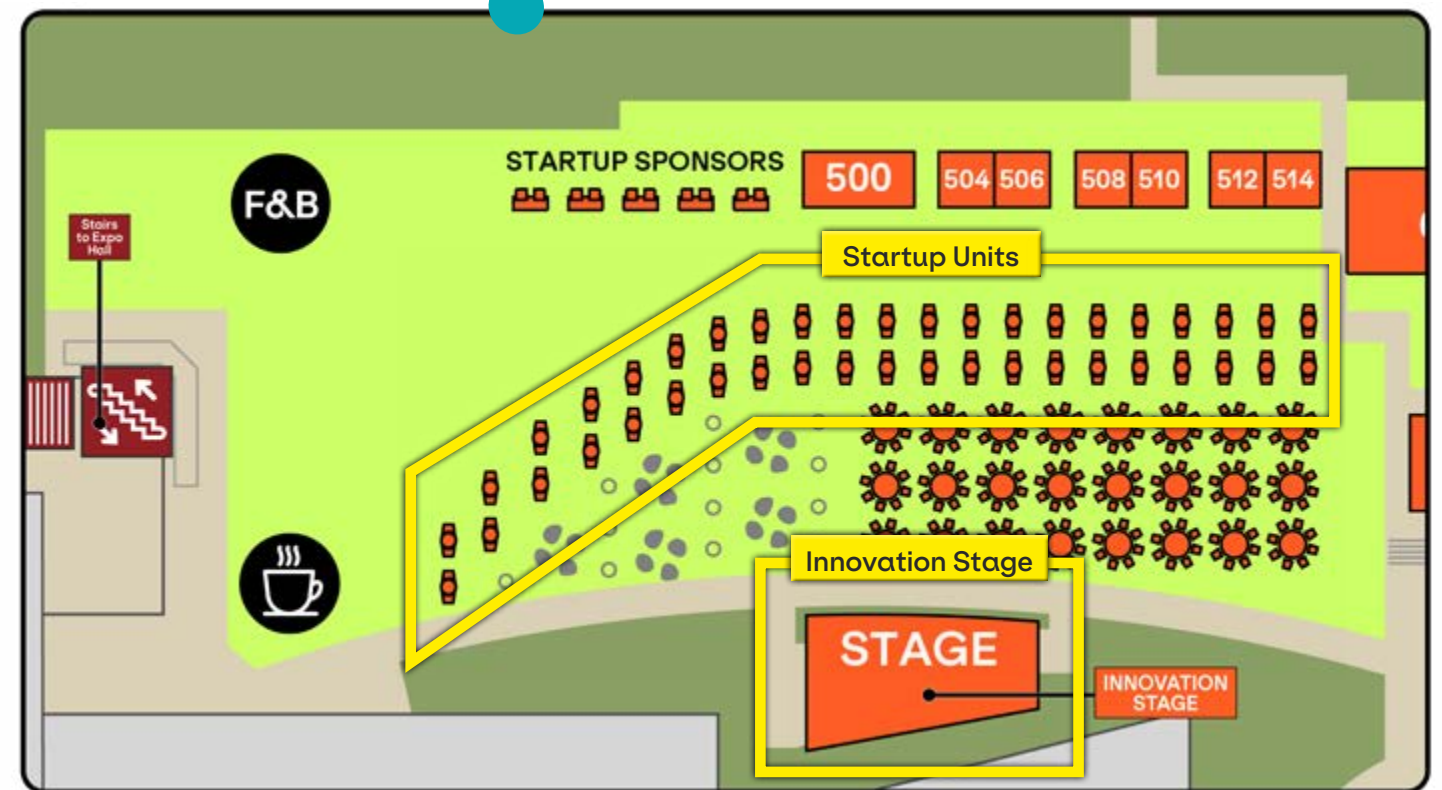 STARTUP SPONSORS
500
504 506
508 510
512 514
F&B
Stairs
to Expo
Hall
Startup Units
Innovation Stage
STAGE
INNOVATION
STAGE